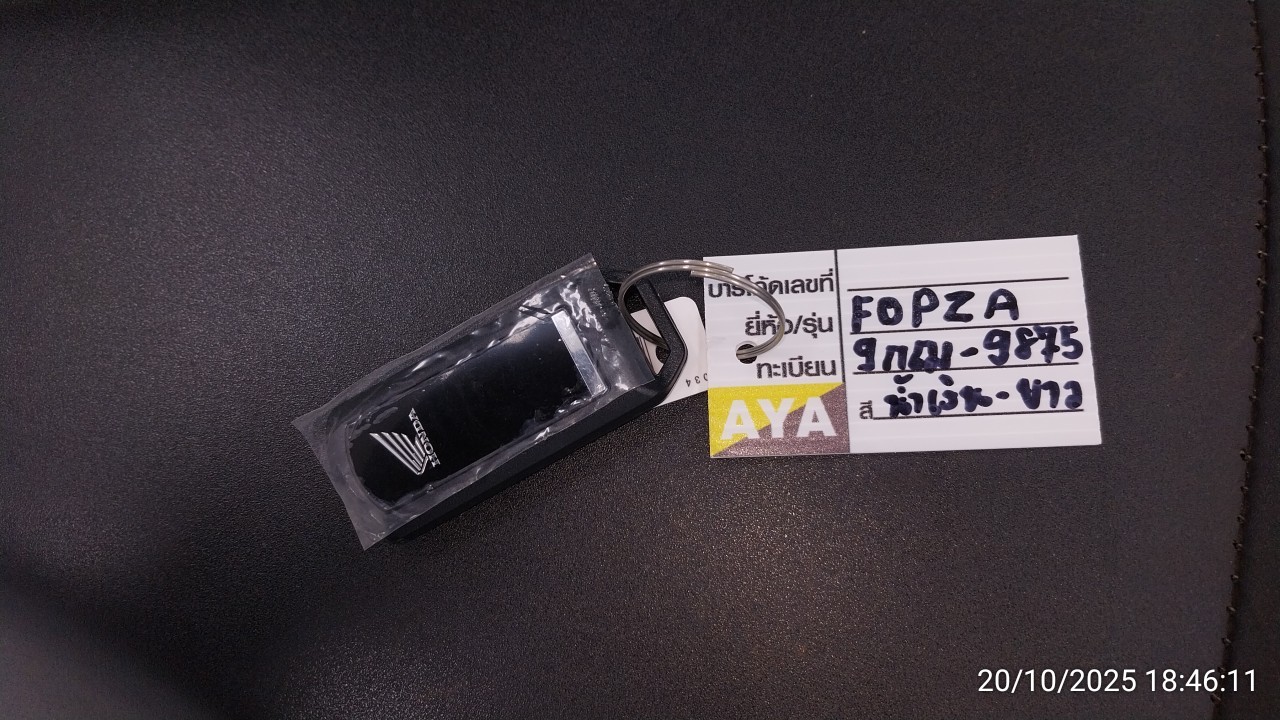 HONDA
034
บาร์โค้ดเลขที่
ยี่ห้อ/รุ่น FOPZA
ทะเบียน 9กฌ-9875
AYA
สี น้ำเงิน-ขาว
20/10/2025 18:46:11